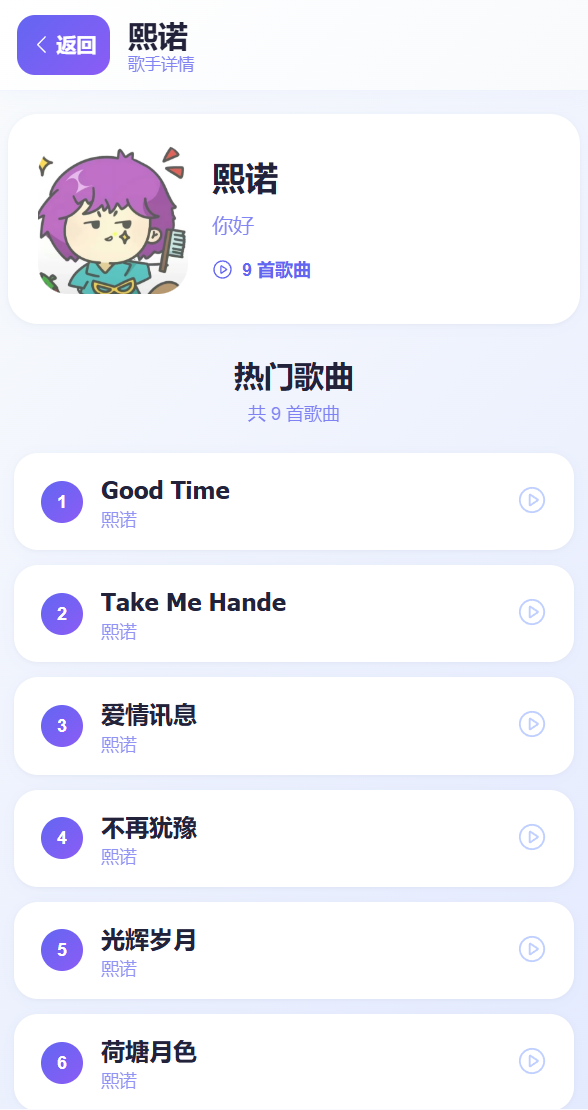 返回
熙诺
歌手详情
熙诺
你好
9 首歌曲
热门歌曲
共 9 首歌曲
1
Good Time
熙诺
2
Take Me Hande
熙诺
3
爱情讯息
熙诺
4
不再犹豫
熙诺
5
光辉岁月
熙诺
6
荷塘月色
熙诺